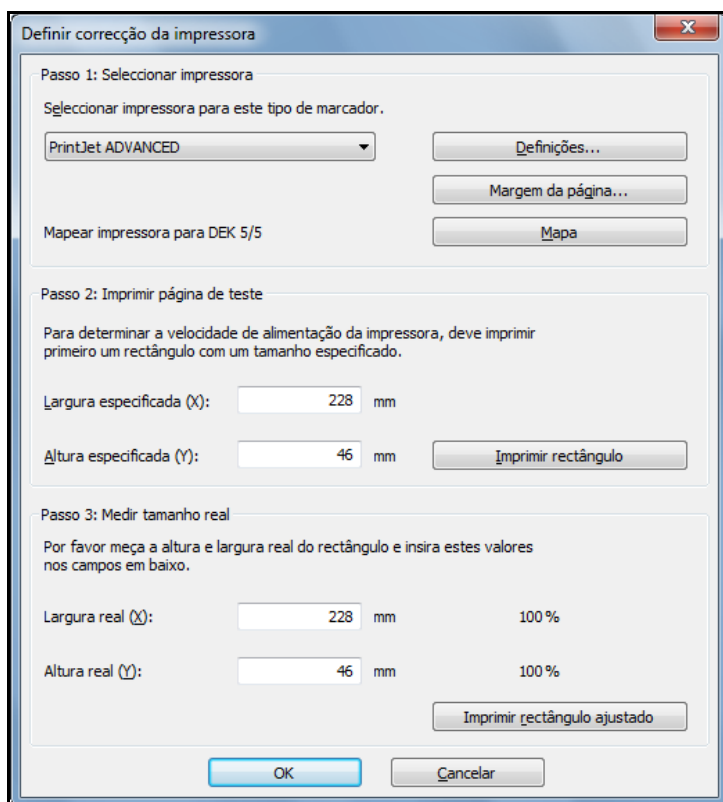 Definir correcção da impressora
Passo 1: Seleccionar impressora
Seleccionar impressora para este tipo de marcador.
PrintJet ADVANCED
Definições...
Margem da página...
Mapear impressora para DEK 5/5
Mapa
Passo 2: Imprimir página de teste
Para determinar a velocidade de alimentação da impressora, deve imprimir
primeiro um rectângulo com um tamanho especificado.
Largura especificada (X): 228 mm
Altura especificada (Y): 46 mm
Imprimir rectângulo
Passo 3: Medir tamanho real
Por favor meça a altura e largura real do rectângulo e insira estes valores
nos campos em baixo.
Largura real (X): 228 mm 100 %
Altura real (Y): 46 mm 100 %
Imprimir rectângulo ajustado
OK
Cancelar